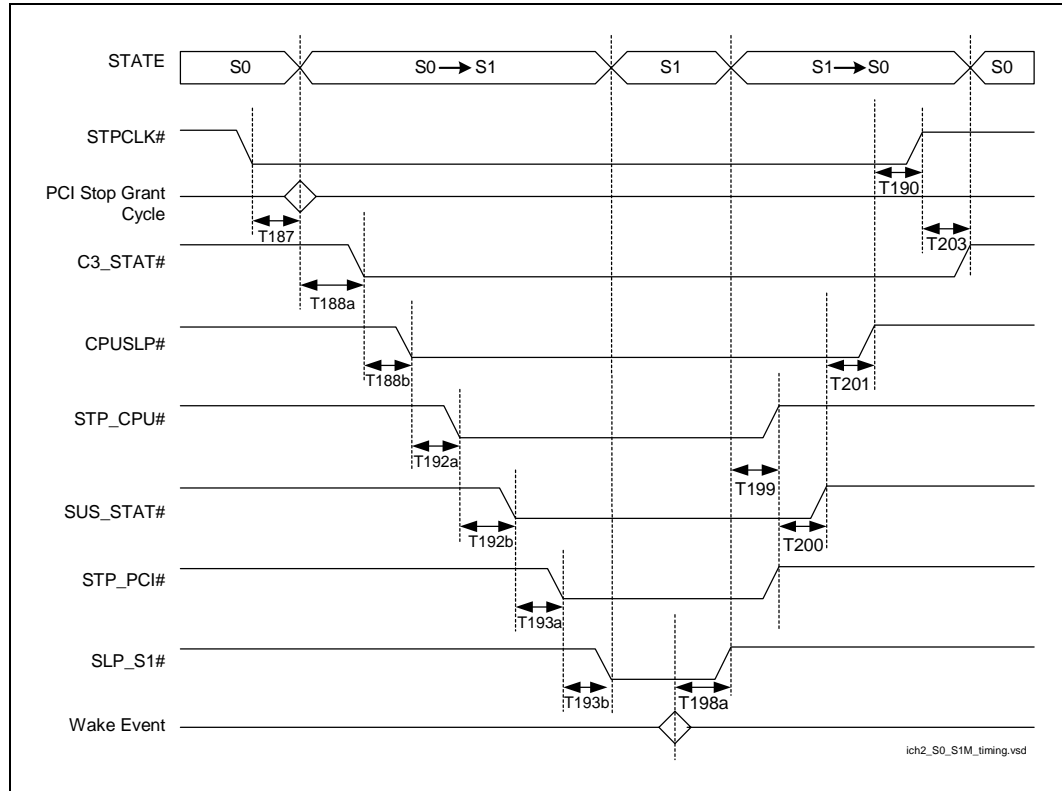 STATE
S0
S0 → S1
S1
S1 → S0
S0
STPCLK#
T190
PCI Stop Grant
Cycle
T187
T203
C3_STAT#
T188a
CPUSLP#
T188b
T201
STP_CPU#
T192a
T199
SUS_STAT#
T192b
T200
STP_PCI#
T193a
SLP_S1#
T193b
T198a
Wake Event
ich2_S0_S1M_timing.vsd